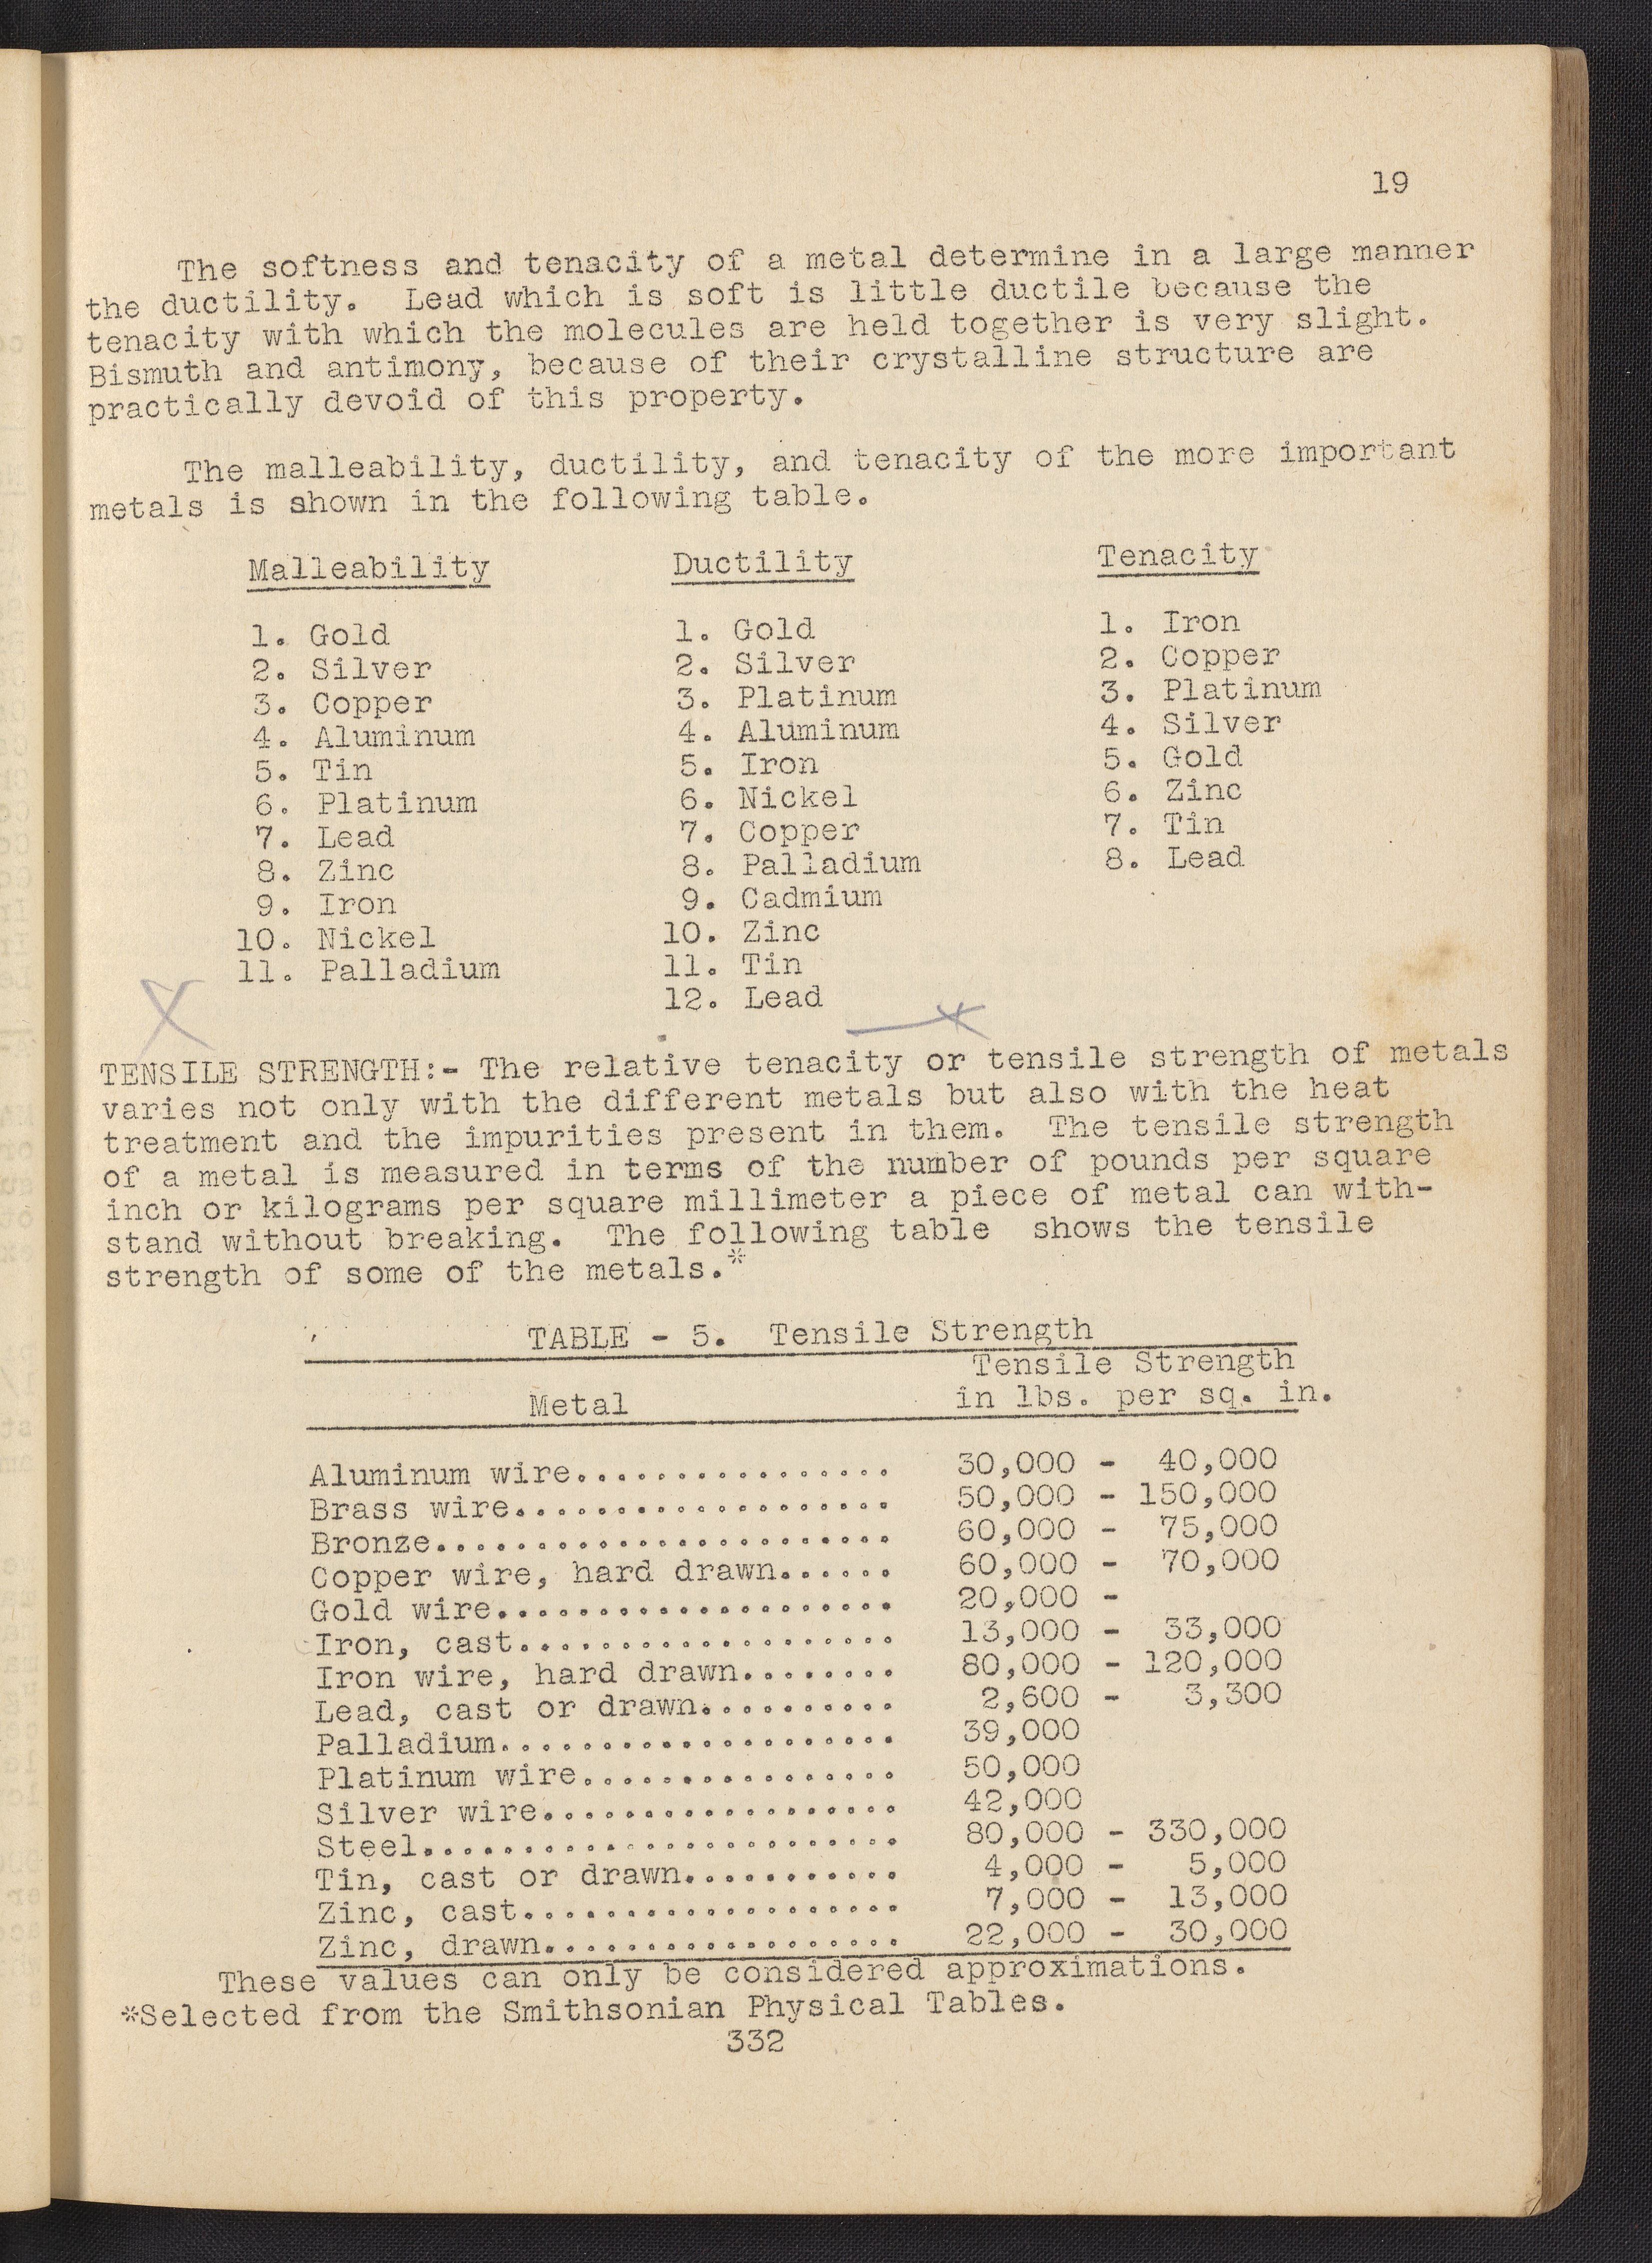 19
The softness and tenacity of a metal determine in a large manner
the ductility. Lead which is soft is little ductile because the
tenacity with which the molecules are held together is very slight.
Bismuth and antimony, because of their crystalline structure are
practically devoid of this property.
The malleability, ductility, and tenacity of the more important
metals is shown in the following table.
Malleability Ductility Tenacity
1. Gold 1. Gold 1. Iron
2. Silver 2. Silver 2. Copper
3. Copper 3. Platinum 3. Platinum
4. Aluminum 4. Aluminum 4. Silver
5. Tin 5. Iron 5. Gold
6. Platinum 6. Nickel 6. Zinc
7. Lead 7. Copper 7. Tin
8. Zinc 8. Palladium 8. Lead
9. Iron 9. Cadmium
10. Nickel 10. Zinc
11. Palladium 11. Tin
12. Lead
TENSILE STRENGTH:- The relative tenacity or tensile strength of metals
varies not only with the different metals but also with the heat
treatment and the impurities present in them. The tensile strength
of a metal is measured in terms of the number of pounds per square
inch or kilograms per square millimeter a piece of metal can with-
stand without breaking. The following table shows the tensile
strength of some of the metals.*
TABLE - 5. Tensile Strength
Tensile Strength
Metal in lbs. per sq. in.
Aluminum wire................ 30,000 - 40,000
Brass wire................... 50,000 - 150,000
Bronze....................... 60,000 - 75,000
Copper wire, hard drawn...... 60,000 - 70,000
Gold wire.................... 20,000 -
Iron, cast................... 13,000 - 33,000
Iron wire, hard drawn........ 80,000 - 120,000
Lead, cast or drawn.......... 2,600 - 3,300
Palladium.................... 39,000
Platinum wire................ 50,000
Silver wire.................. 42,000
Steel........................ 80,000 - 330,000
Tin, cast or drawn........... 4,000 - 5,000
Zinc, cast................... 7,000 - 13,000
Zinc, drawn.................. 22,000 - 30,000
These values can only be considered approximations.
*Selected from the Smithsonian Physical Tables.
332